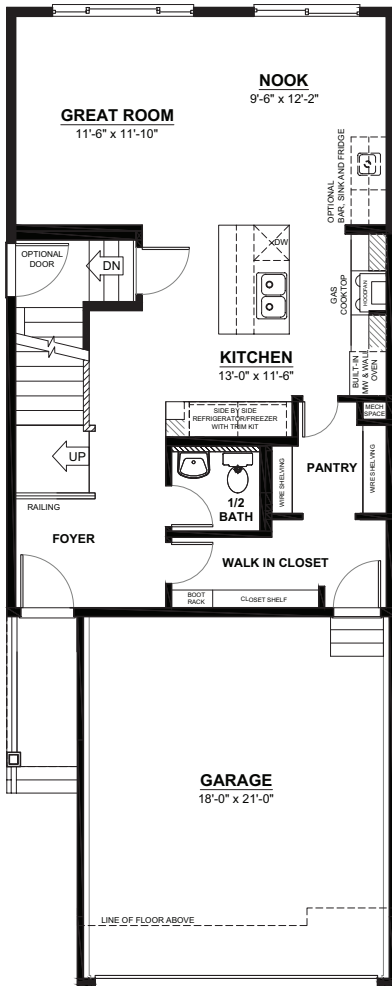 NOOK
9'-6" x 12'-2"
GREAT ROOM
11'-6" x 11'-10"
OPTIONAL
BAR, SINK AND FRIDGE
OPTIONAL
DOOR
DN
DW
GAS
COOKTOP
HOODFAN
KITCHEN
13'-0" x 11'-6"
BUILT-IN
MW & WALL
OVEN
SIDE BY SIDE
REFRIGERATOR/FREEZER
WITH TRIM KIT
MECH
SPACE
UP
PANTRY
WIRE SHELVING
WIRE SHELVING
1/2
BATH
RAILING
FOYER
WALK IN CLOSET
BOOT
RACK
CLOSET SHELF
GARAGE
18'-0" x 21'-0"
LINE OF FLOOR ABOVE